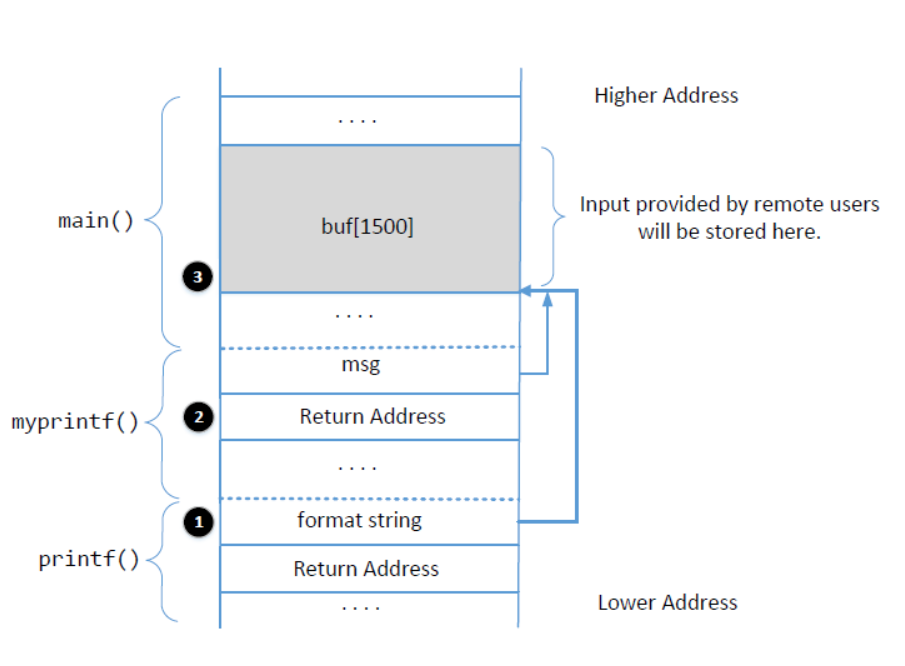 Higher Address
. . . .
main()
buf[1500]
Input provided by remote users
will be stored here.
3
. . . .
msg
myprintf()
2
Return Address
. . . .
1
format string
printf()
Return Address
. . . .
Lower Address